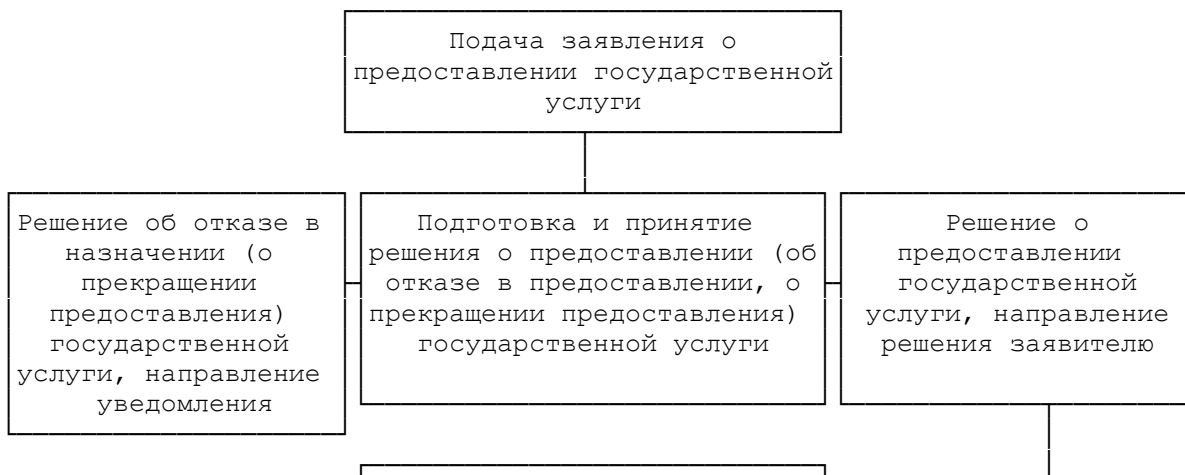 Подача заявления о
предоставлении государственной
услуги
Решение об отказе в
назначении (о
прекращении
предоставления)
государственной
услуги, направление
уведомления
Подготовка и принятие
решения о предоставлении (об
отказе в предоставлении, о
прекращении предоставления)
государственной услуги
Решение о
предоставлении
государственной
услуги, направление
решения заявителю